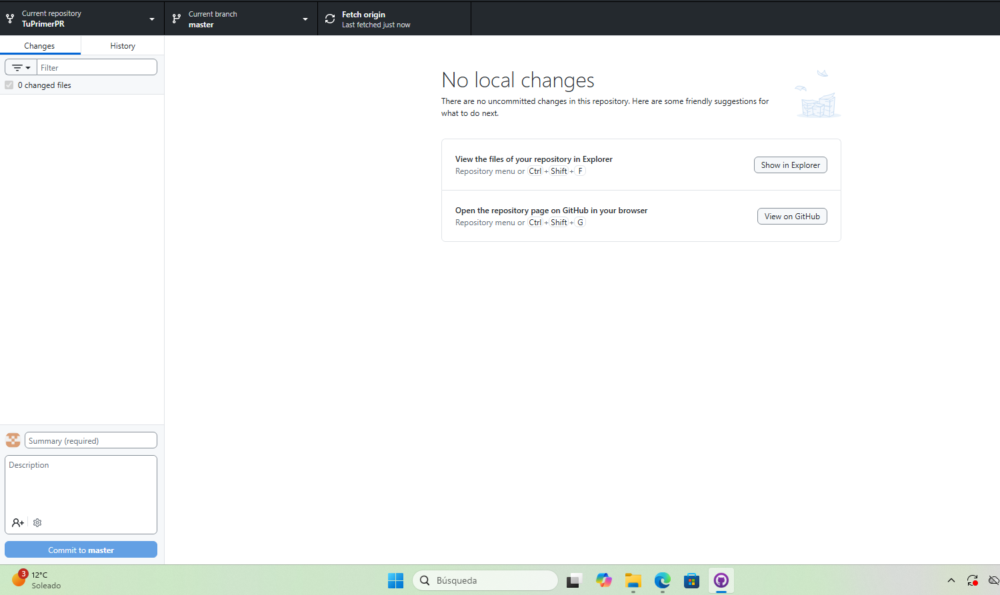 Current repository
TuPrimerPR
Current branch
master
Fetch origin
Last fetched just now
Changes
History
Filter
0 changed files
No local changes
There are no uncommitted changes in this repository. Here are some friendly suggestions for
what to do next.
View the files of your repository in Explorer
Repository menu or Ctrl + Shift + F
Show in Explorer
Open the repository page on GitHub in your browser
Repository menu or Ctrl + Shift + G
View on GitHub
Summary (required)
Description
Commit to master
3
12°C
Soleado
Búsqueda